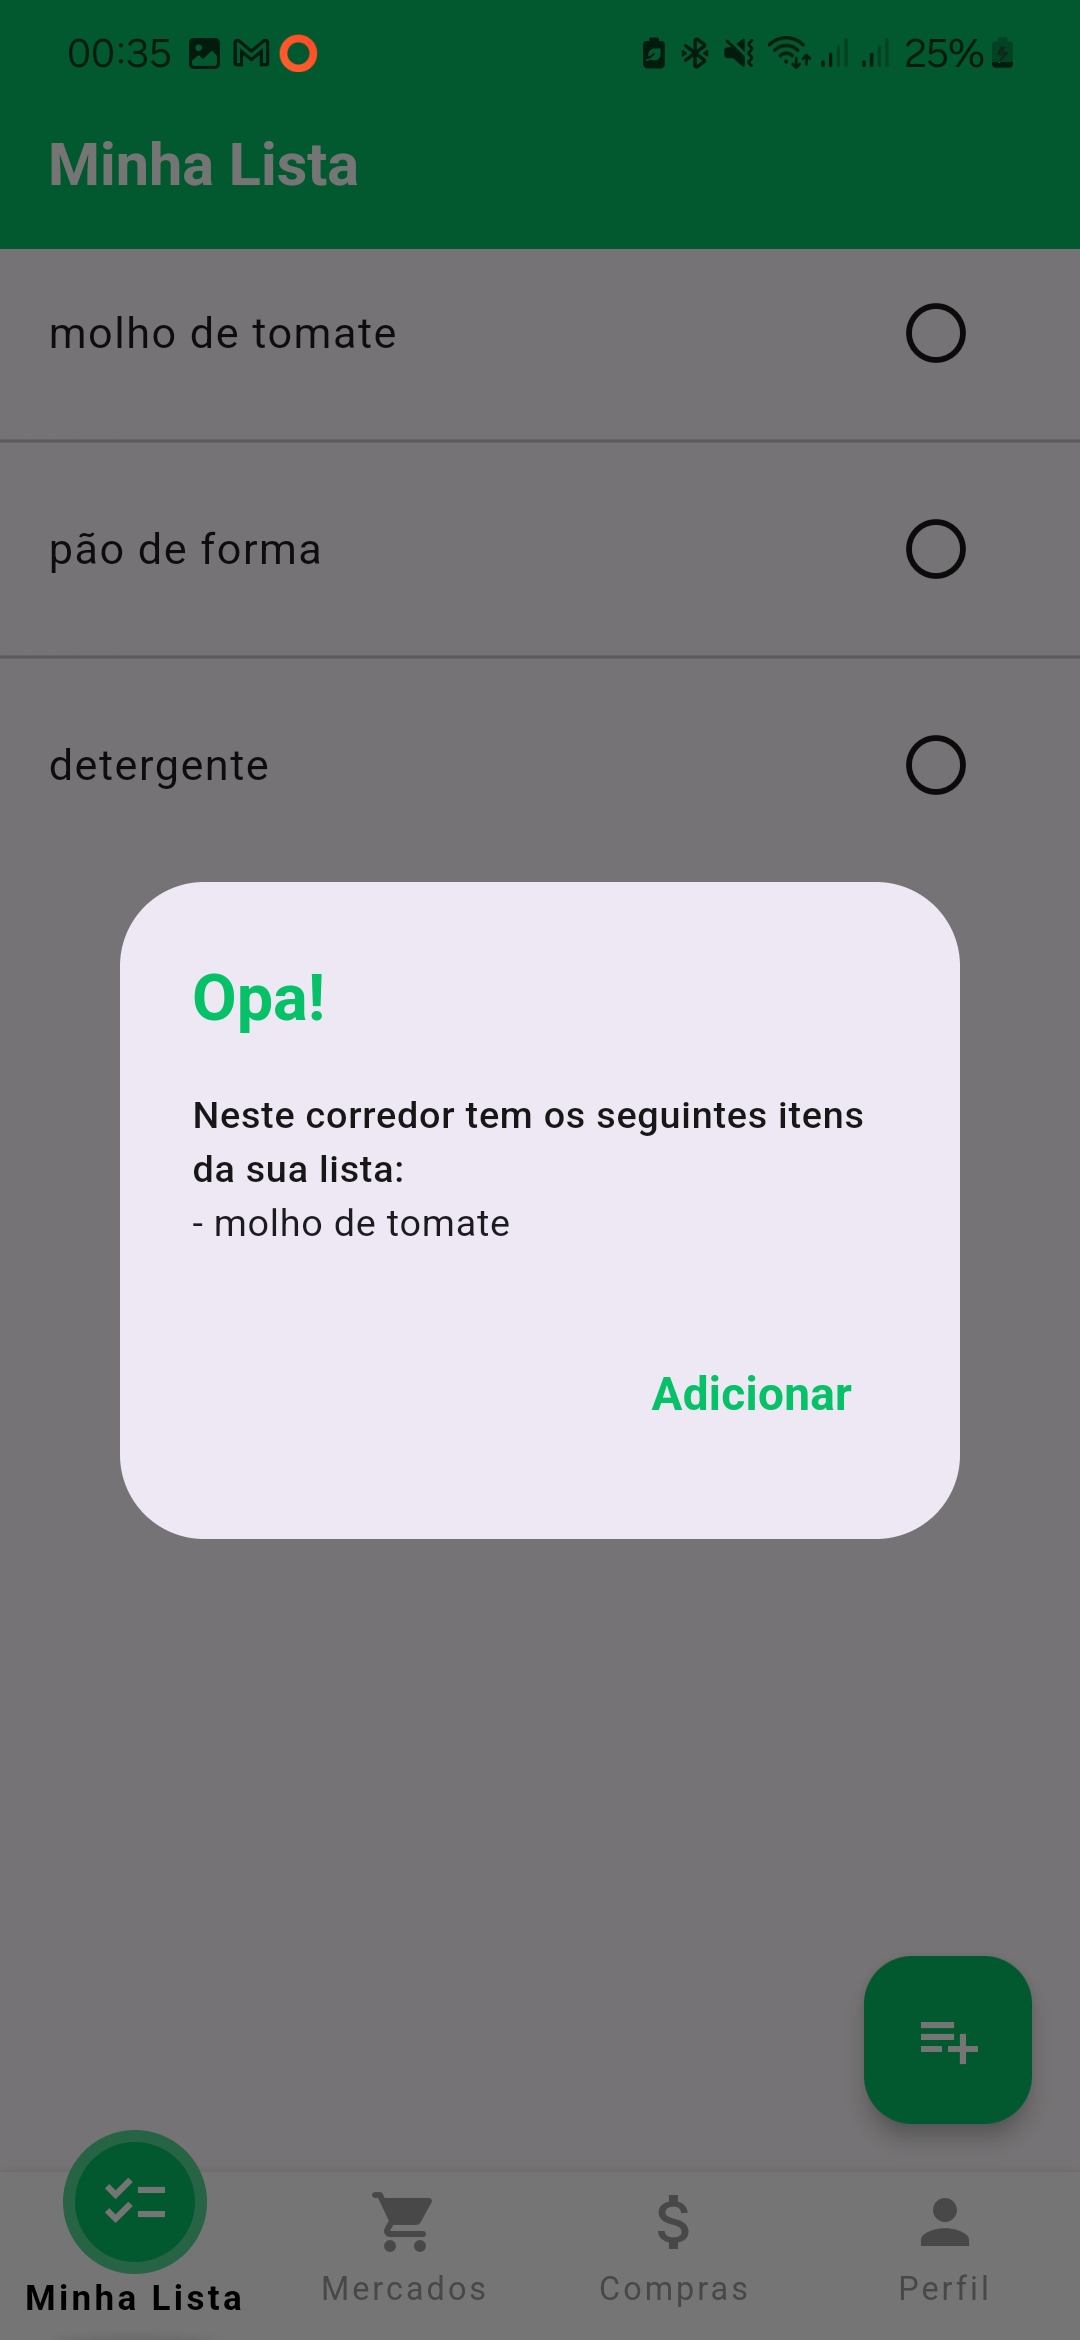 00:35
25%
Minha Lista
molho de tomate
pão de forma
detergente
Opa!
Neste corredor tem os seguintes itens
da sua lista:
- molho de tomate
Adicionar
Minha Lista
Mercados
Compras
Perfil